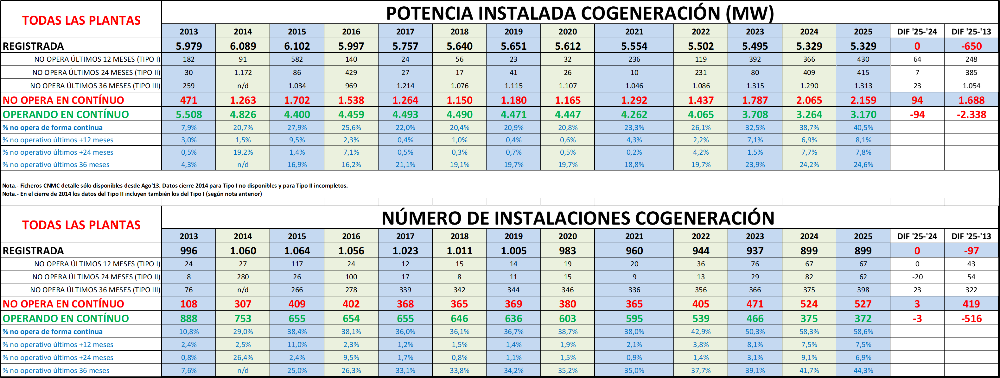 TODAS LAS PLANTAS
POTENCIA INSTALADA COGENERACIÓN (MW)
2013 2014 2015 2016 2017 2018 2019 2020 2021 2022 2023 2024 2025 DIF '25-'24 DIF '25-'13
REGISTRADA 5.979 6.089 6.102 5.997 5.757 5.640 5.651 5.612 5.554 5.502 5.495 5.329 5.329 0 -650
NO OPERA ÚLTIMOS 12 MESES (TIPO I) 182 91 582 140 24 56 23 32 236 119 392 366 430 64 248
NO OPERA ÚLTIMOS 24 MESES (TIPO II) 30 1.172 86 429 27 17 41 26 10 231 80 409 415 7 385
NO OPERA ÚLTIMOS 36 MESES (TIPO III) 259 n/d 1.034 969 1.214 1.076 1.115 1.107 1.046 1.086 1.315 1.290 1.313 23 1.054
NO OPERA EN CONTÍNUO 471 1.263 1.702 1.538 1.264 1.150 1.180 1.165 1.292 1.437 1.787 2.065 2.159 94 1.688
OPERANDO EN CONTÍNUO 5.508 4.826 4.400 4.459 4.493 4.490 4.471 4.447 4.262 4.065 3.708 3.264 3.170 -94 -2.338
% no opera de forma contínua 7,9% 20,7% 27,9% 25,6% 22,0% 20,4% 20,9% 20,8% 23,3% 26,1% 32,5% 38,7% 40,5%
% no operativo últimos +12 meses 3,0% 1,5% 9,5% 2,3% 0,4% 1,0% 0,4% 0,6% 4,3% 2,2% 7,1% 6,9% 8,1%
% no operativo últimos +24 meses 0,5% 19,2% 1,4% 7,1% 0,5% 0,3% 0,7% 0,5% 0,2% 4,2% 1,5% 7,7% 7,8%
% no operativo últimos 36 meses 4,3% n/d 16,9% 16,2% 21,1% 19,1% 19,7% 19,7% 18,8% 19,7% 23,9% 24,2% 24,6%
Nota.- Ficheros CNMC detalle sólo disponibles desde Ago'13. Datos cierre 2014 para Tipo I no disponibles y para Tipo II incompletos.
Nota.- En el cierre de 2014 los datos del Tipo II incluyen también los del Tipo I (según nota anterior)
TODAS LAS PLANTAS
NÚMERO DE INSTALACIONES COGENERACIÓN
2013 2014 2015 2016 2017 2018 2019 2020 2021 2022 2023 2024 2025 DIF '25-'24 DIF '25-'13
REGISTRADA 996 1.060 1.064 1.056 1.023 1.011 1.005 983 960 944 937 899 899 0 -97
NO OPERA ÚLTIMOS 12 MESES (TIPO I) 24 27 117 24 12 15 14 19 20 36 76 67 67 0 43
NO OPERA ÚLTIMOS 24 MESES (TIPO II) 8 280 26 100 17 8 11 15 9 13 29 82 62 -20 54
NO OPERA ÚLTIMOS 36 MESES (TIPO III) 76 n/d 266 278 339 342 344 346 336 356 366 375 398 23 322
NO OPERA EN CONTÍNUO 108 307 409 402 368 365 369 380 365 405 471 524 527 3 419
OPERANDO EN CONTÍNUO 888 753 655 654 655 646 636 603 595 539 466 375 372 -3 -516
% no opera de forma contínua 10,8% 29,0% 38,4% 38,1% 36,0% 36,1% 36,7% 38,7% 38,0% 42,9% 50,3% 58,3% 58,6%
% no operativo últimos +12 meses 2,4% 2,5% 11,0% 2,3% 1,2% 1,5% 1,4% 1,9% 2,1% 3,8% 8,1% 7,5% 7,5%
% no operativo últimos +24 meses 0,8% 26,4% 2,4% 9,5% 1,7% 0,8% 1,1% 1,5% 0,9% 1,4% 3,1% 9,1% 6,9%
% no operativo últimos 36 meses 7,6% n/d 25,0% 26,3% 33,1% 33,8% 34,2% 35,2% 35,0% 37,7% 39,1% 41,7% 44,3%